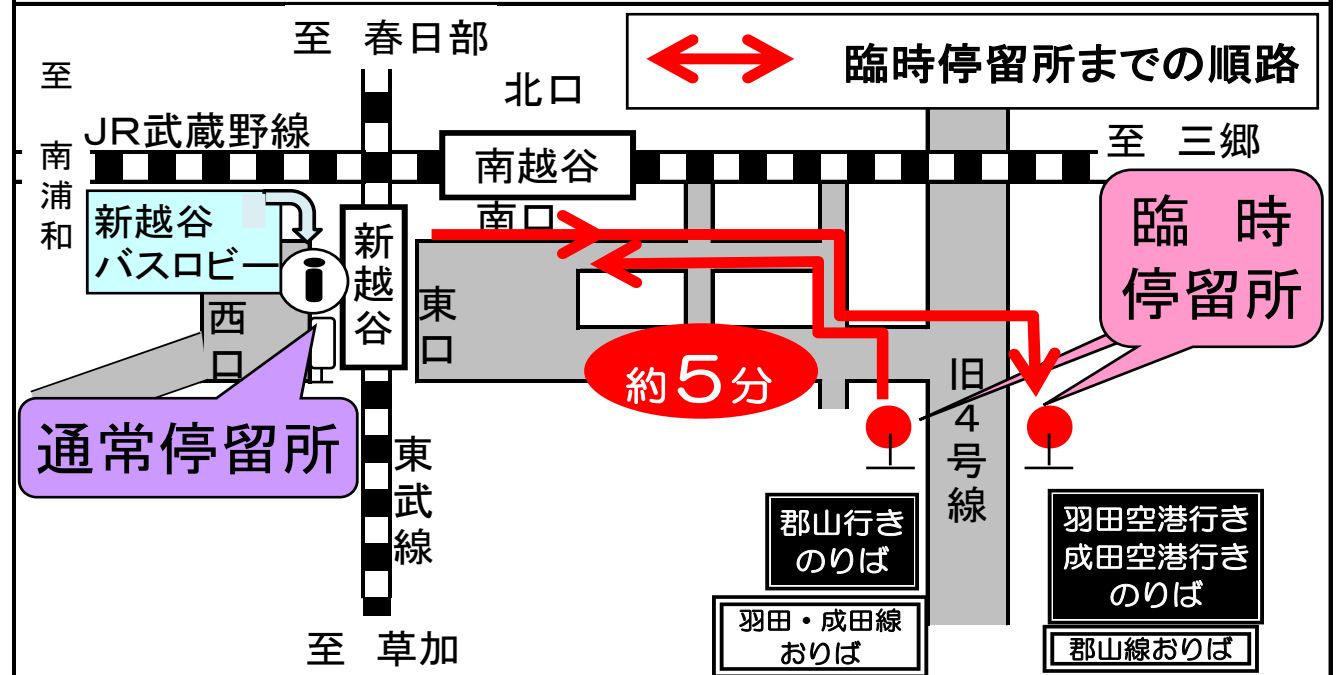 至　春日部
臨時停留所までの順路
至
南
浦
和
北口
JR武蔵野線
南越谷
至　三郷
新越谷
バスロビー
i
新
越
谷
南口
臨　時
停留所
西
口
東
口
約5分
通常停留所
旧
4
号
線
東
武
線
郡山行き
のりば
羽田空港行き
成田空港行き
のりば
羽田・成田線
おりば
郡山線おりば
至　草加